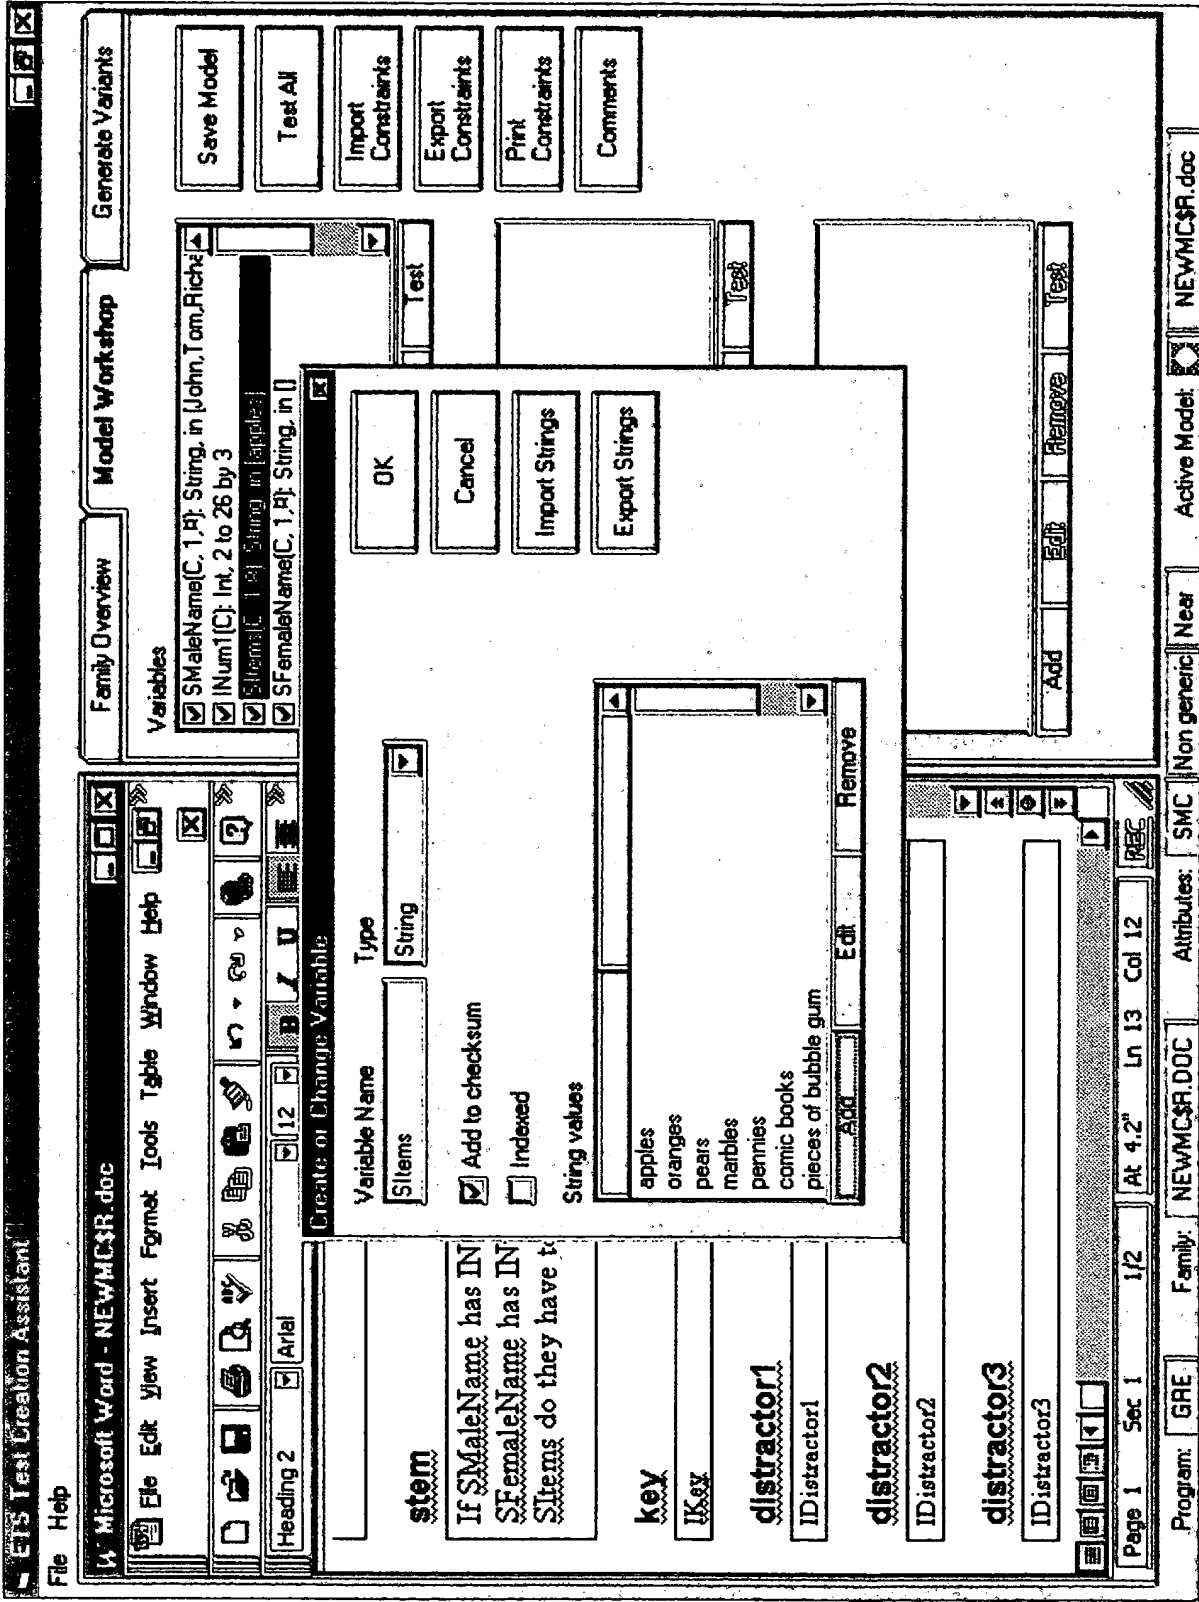 ETS Test Creation Assistant
File Help
Microsoft Word - NEWMC$R.doc
File Edit View Insert Format Tools Table Window Help
Heading 2 Arial 12 B I U
stem
If SMaleName has IN
SFemaleName has IN
SItems do they have to
key
IKey
distractor1
IDistractor1
distractor2
IDistractor2
distractor3
IDistractor3
Page 1 Sec 1 1/2 At 4.2" Ln 13 Col 12 REC
Family Overview Model Workshop Generate Variants
Variables
SMaleName(C, 1,P): String, in [John,Tom,Richa
INum1(C): Int, 2 to 26 by 3
SItems(C, 1,P): String, in [apples]
SFemaleName(C, 1,P): String, in []
Test
Test
Add Edit Remove Test
Save Model
Test All
Import Constraints
Export Constraints
Print Constraints
Comments
Create or Change Variable
Variable Name Type
SItems String
Add to checksum
Indexed
String values
apples
oranges
pears
marbles
pennies
comic books
pieces of bubble gum
Add Edit Remove
OK
Cancel
Import Strings
Export Strings
Program: GRE Family: NEWMC$R.DOC Attributes: SMC Non generic Near Active Model: NEWMC$R.doc